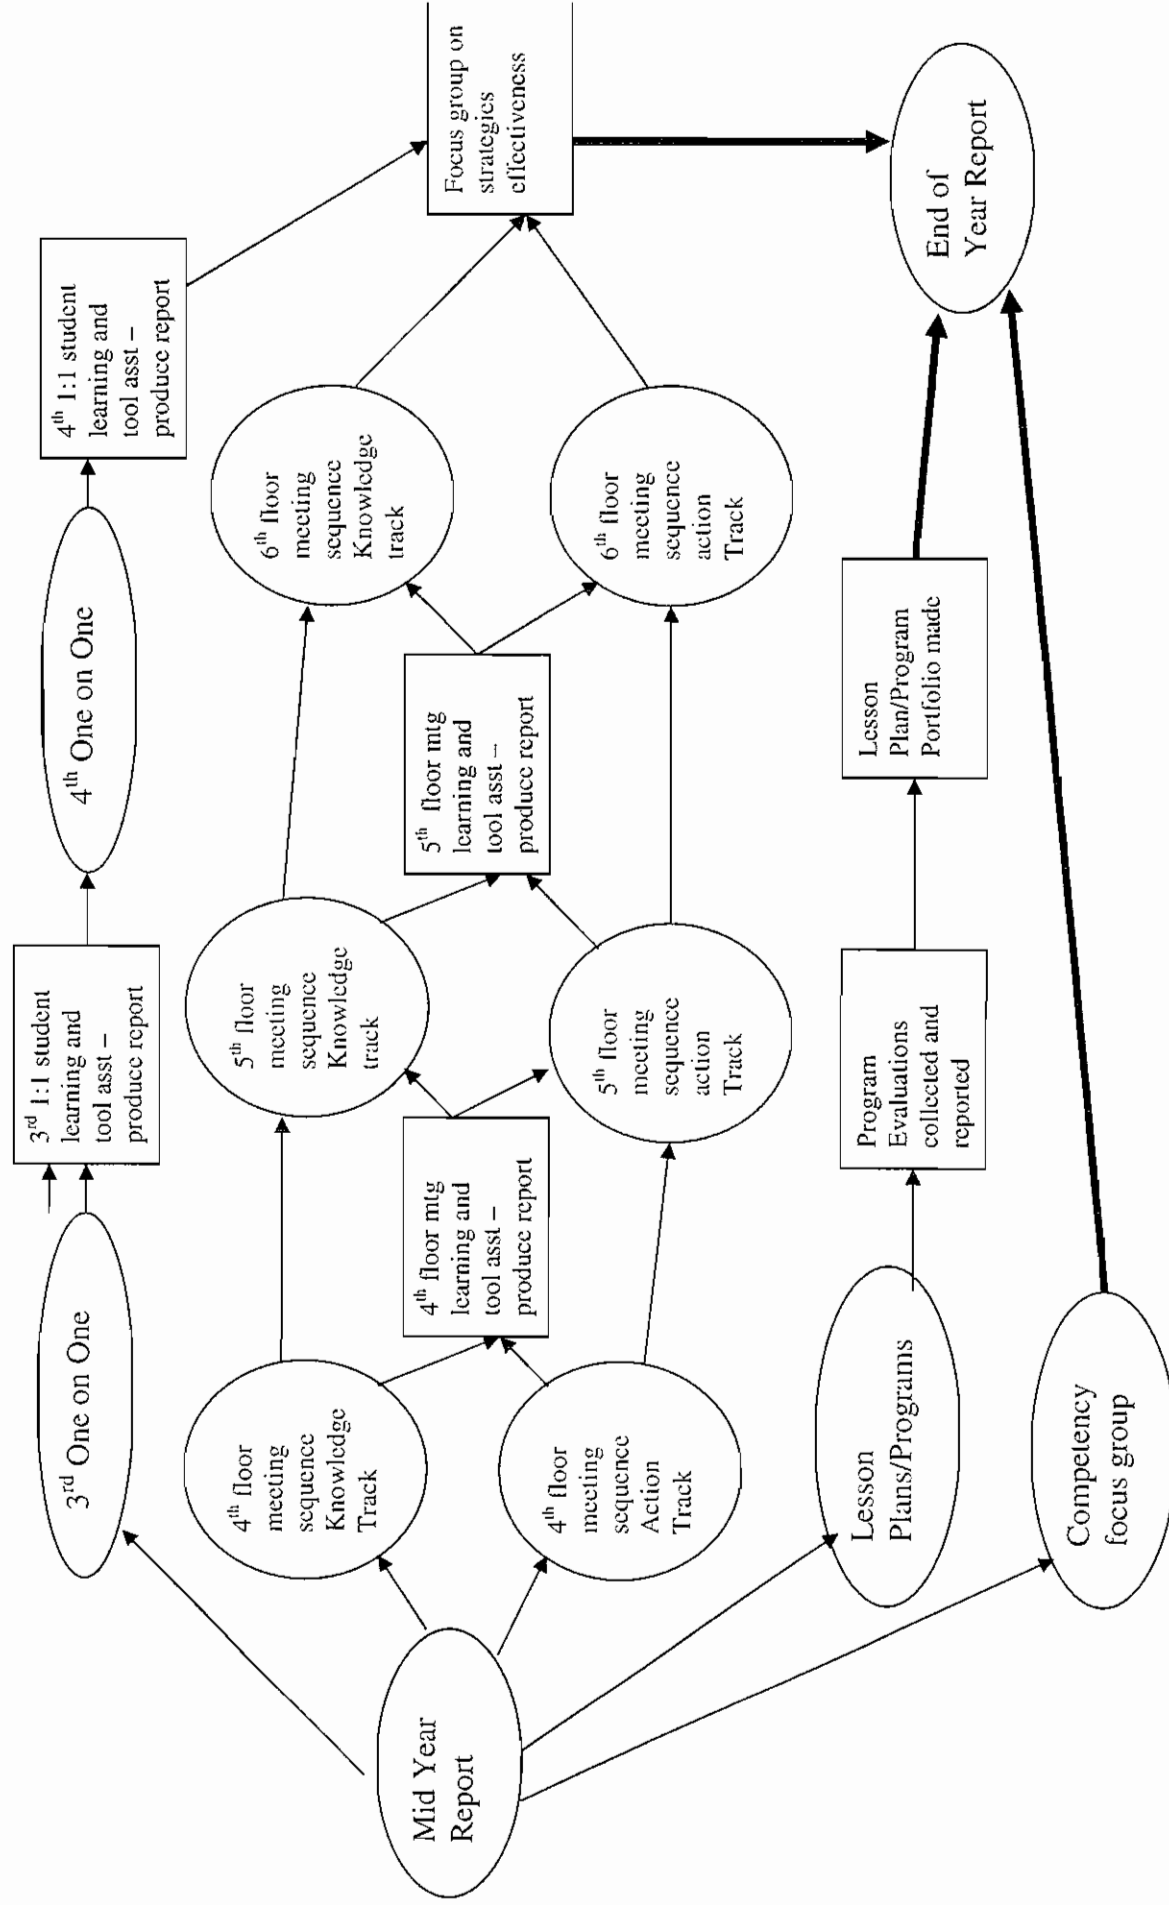 3rd One on One
3rd 1:1 student
learning and
tool asst –
produce report
4th One on One
4th 1:1 student
learning and
tool asst –
produce report
Mid Year
Report
4th floor
meeting
sequence
Knowledge
Track
4th floor
meeting
sequence
Action
Track
4th floor mtg
learning and
tool asst –
produce report
5th floor
meeting
sequence
Knowledge
track
5th floor
meeting
sequence
action
Track
5th floor mtg
learning and
tool asst –
produce report
6th floor
meeting
sequence
Knowledge
track
6th floor
meeting
sequence
action
Track
Focus group on
strategies
effectiveness
Lesson
Plans/Programs
Program
Evaluations
collected and
reported
Lesson
Plan/Program
Portfolio made
End of
Year Report
Competency
focus group